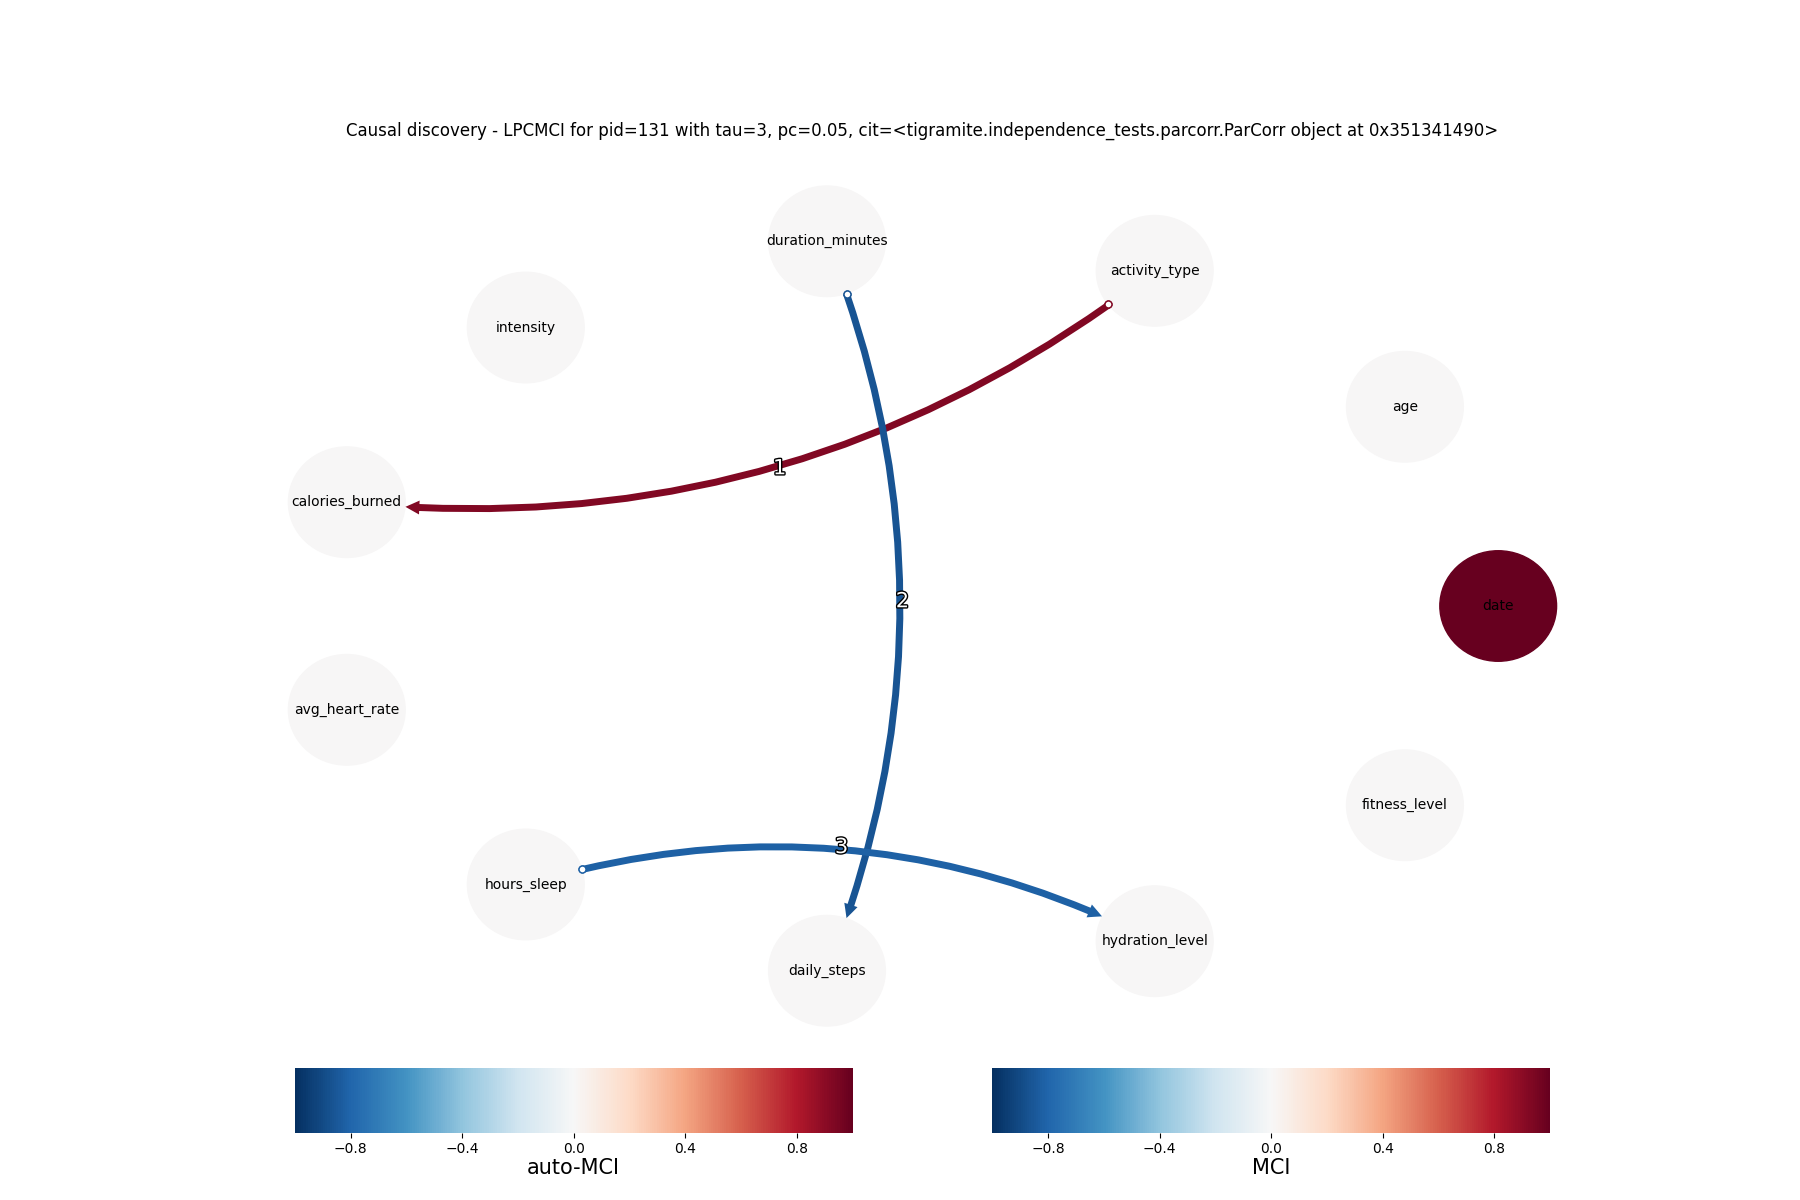 Causal discovery - LPCMCI for pid=131 with tau=3, pc=0.05, cit=<tigramite.independence_tests.parcorr.ParCorr object at 0x351341490>
duration_minutes
activity_type
intensity
age
1
calories_burned
2
date
avg_heart_rate
fitness_level
3
hours_sleep
hydration_level
daily_steps
−0.8 −0.4 0.0 0.4 0.8
auto-MCI
−0.8 −0.4 0.0 0.4 0.8
MCI